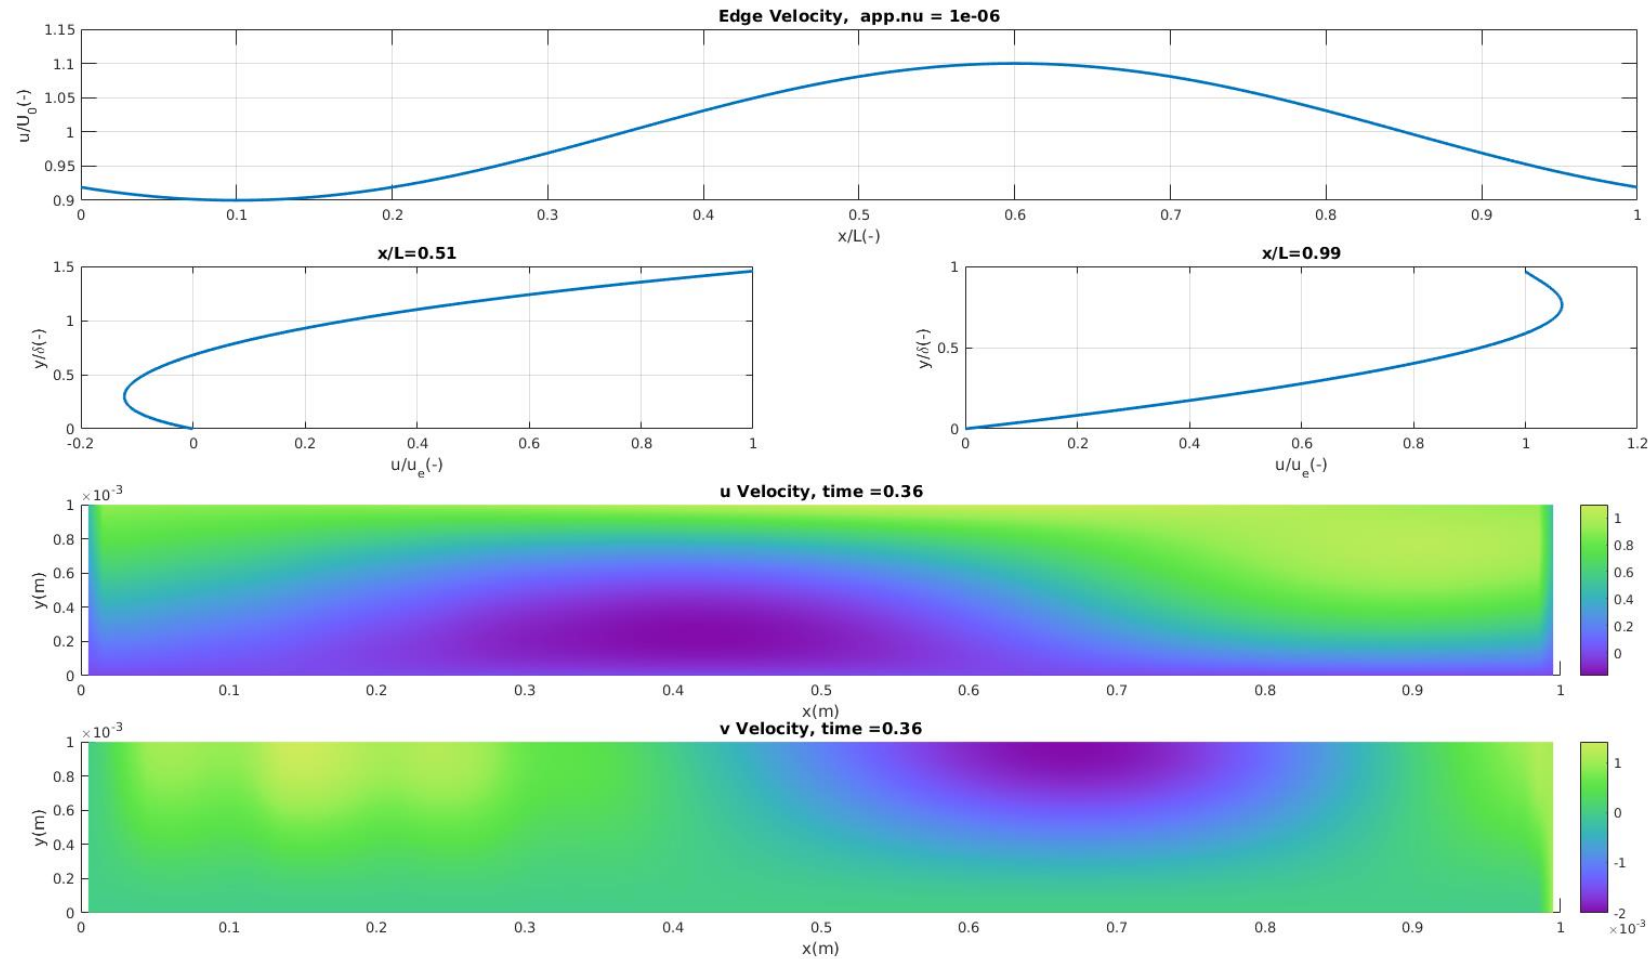 Edge Velocity,  app.nu = 1e-06
u/U0(-)
1.15
1.1
1.05
1
0.95
0.9
0 0.1 0.2 0.3 0.4 0.5 0.6 0.7 0.8 0.9 1
x/L(-)
x/L=0.51
y/δ(-)
1.5
1
0.5
0
-0.2 0 0.2 0.4 0.6 0.8 1
u/ue(-)
x/L=0.99
y/δ(-)
1
0.5
0
0 0.2 0.4 0.6 0.8 1 1.2
u/ue(-)
u Velocity, time =0.36
×10-3
y(m)
1
0.8
0.6
0.4
0.2
0
0 0.1 0.2 0.3 0.4 0.5 0.6 0.7 0.8 0.9 1
x(m)
1
0.8
0.6
0.4
0.2
0
v Velocity, time =0.36
×10-3
y(m)
1
0.8
0.6
0.4
0.2
0
0 0.1 0.2 0.3 0.4 0.5 0.6 0.7 0.8 0.9 1
x(m)
1
0
-1
-2
×10-3